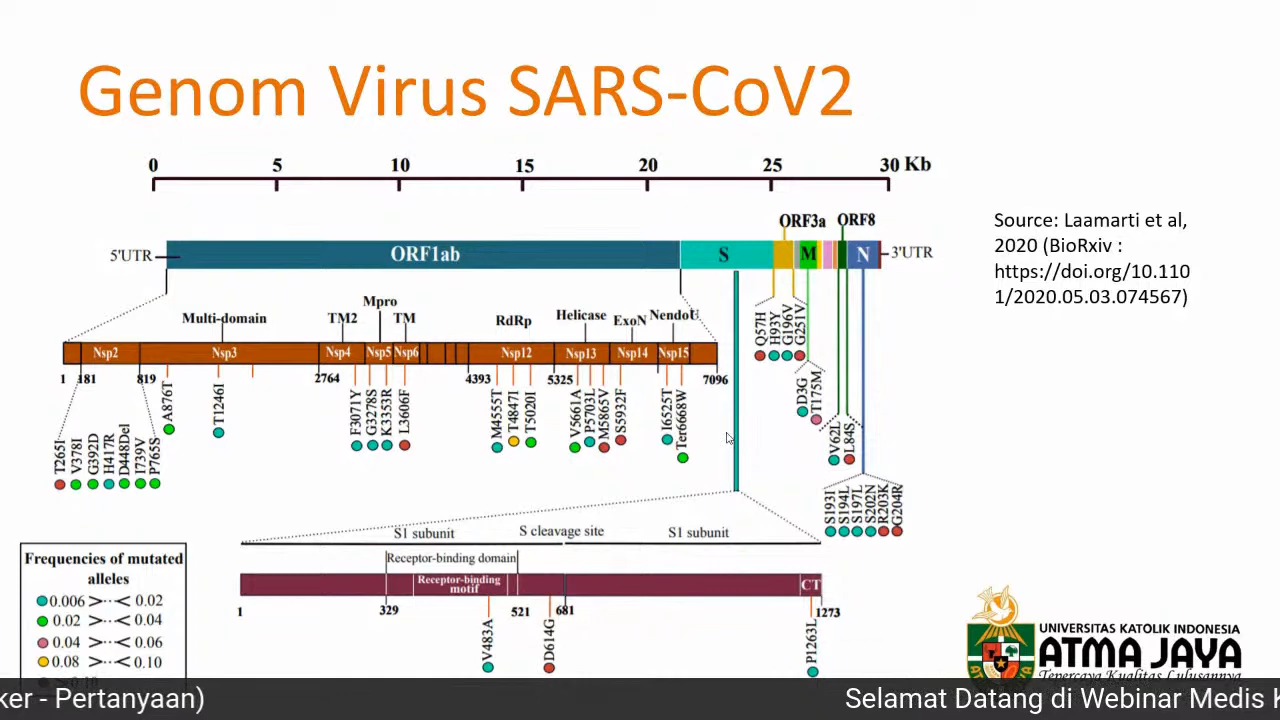 Genom Virus SARS-CoV2
0 5 10 15 20 25 30 Kb
ORF3a ORF8
5'UTR ORF1ab S M N 3'UTR
Source: Laamarti et al,
2020 (BioRxiv :
https://doi.org/10.110
1/2020.05.03.074567)
Mpro
Multi-domain TM2 TM RdRp Helicase ExoN NendoU
Nsp2 Nsp3 Nsp4 Nsp5 Nsp6 Nsp12 Nsp13 Nsp14 Nsp15
1 181 819 2764 4393 5325 7096
T265I V378I G392D H417R D448Del I739V P765S
A876T T1246I
F3071Y G3278S K3353R L3606F
M4555T T4847I T5020I
V5661A P5703L M5865V S5932F
I6525T Ter6668W
Q57H H93Y G196V G251V
D3G T175M
V62L L84S
S193I S194L S197L S202N R203K G204R
S1 subunit S cleavage site S1 subunit
Receptor-binding domain
Receptor-binding
motif
CT
1 329 521 681 1273
V483A D614G P1263L
Frequencies of mutated
alleles
0.006 >···< 0.02
0.02 >···< 0.04
0.04 >···< 0.06
0.08 >···< 0.10
UNIVERSITAS KATOLIK INDONESIA
ATMA JAYA
Terpercaya Kualitas Lulusannya
ker - Pertanyaan) Selamat Datang di Webinar Medis K